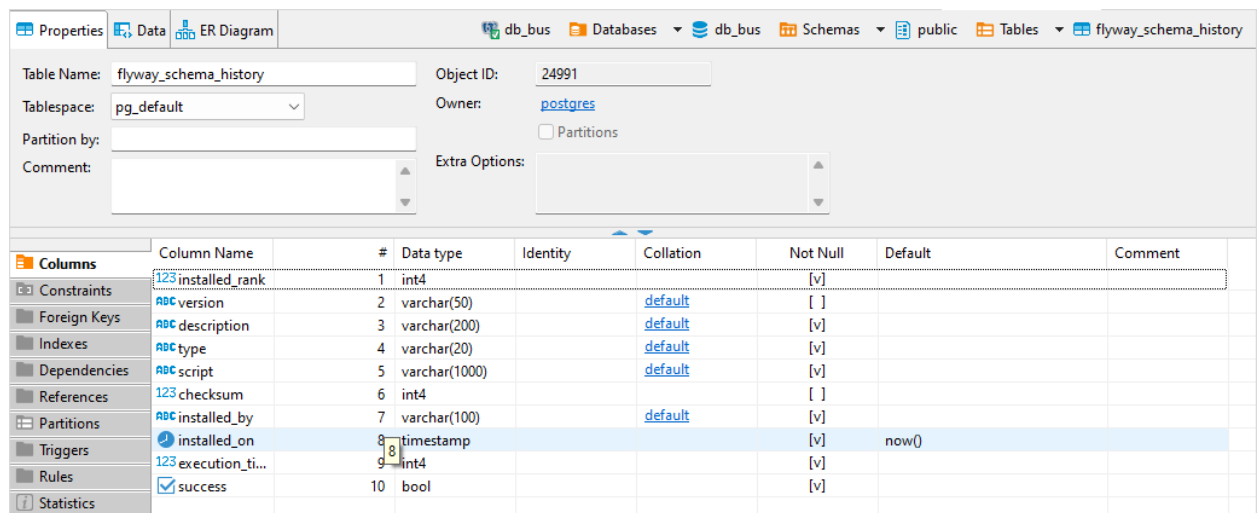 Properties Data ER Diagram db_bus Databases db_bus Schemas public Tables flyway_schema_history
Table Name: flyway_schema_history Object ID: 24991
Tablespace: pg_default Owner: postgres
Partition by: Partitions
Comment: Extra Options:
Column Name # Data type Identity Collation Not Null Default Comment
Columns
Constraints
Foreign Keys
Indexes
Dependencies
References
Partitions
Triggers
Rules
Statistics
123 installed_rank 1 int4 [v]
ABC version 2 varchar(50) default [ ]
ABC description 3 varchar(200) default [v]
ABC type 4 varchar(20) default [v]
ABC script 5 varchar(1000) default [v]
123 checksum 6 int4 [ ]
ABC installed_by 7 varchar(100) default [v]
installed_on 8 timestamp [v] now()
8
123 execution_ti... 9 int4 [v]
success 10 bool [v]